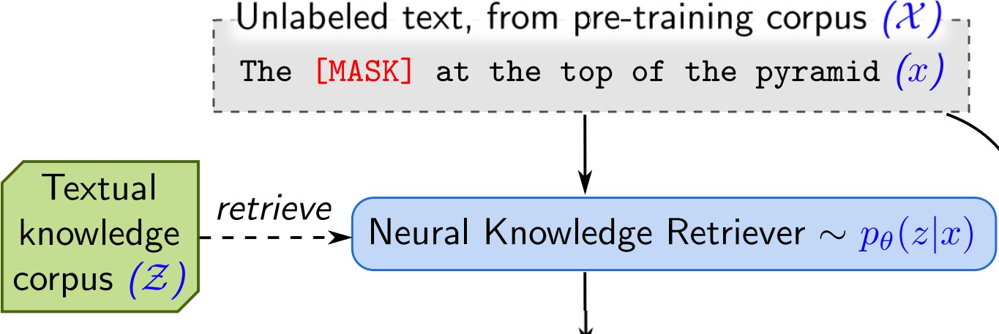 Unlabeled text, from pre-training corpus (𝒳)
The [MASK] at the top of the pyramid (x)
Textual
knowledge
corpus (𝒵)
retrieve
Neural Knowledge Retriever ∼ pθ(z|x)